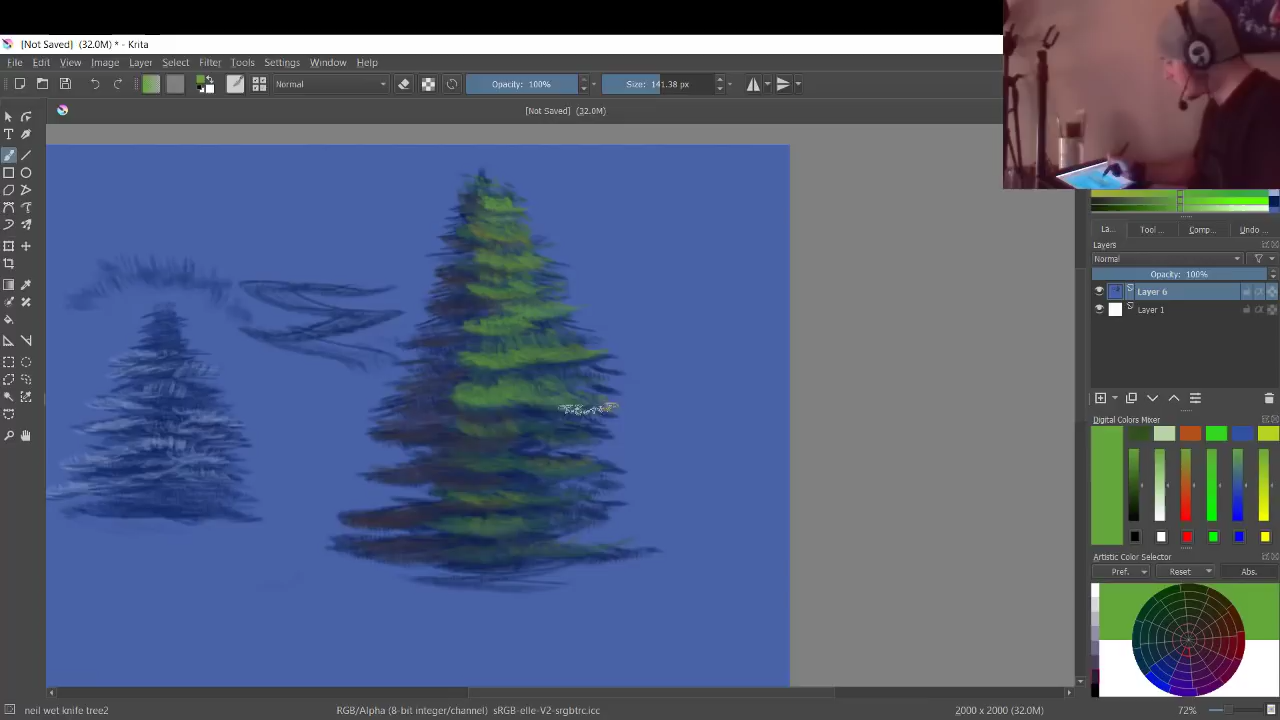 [Not Saved] (32.0M) * - Krita
File Edit View Image Layer Select Filter Tools Settings Window Help
Normal Opacity: 100% Size: 141.38 px
[Not Saved] (32.0M)
La... Tool ... Comp... Undo ...
Layers
Normal
Opacity: 100%
Layer 6
Layer 1
Digital Colors Mixer
Artistic Color Selector
Pref. Reset Abs.
neil wet knife tree2 RGB/Alpha (8-bit integer/channel) sRGB-elle-V2-srgbtrc.icc 2000 x 2000 (32.0M) 72%